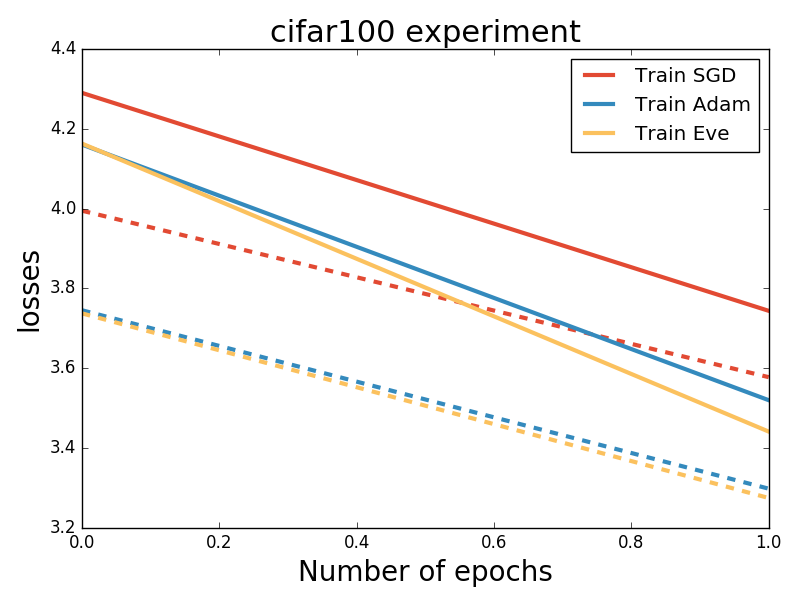 cifar100 experiment
Train SGD
Train Adam
Train Eve
losses
4.4
4.2
4.0
3.8
3.6
3.4
3.2
0.0 0.2 0.4 0.6 0.8 1.0
Number of epochs